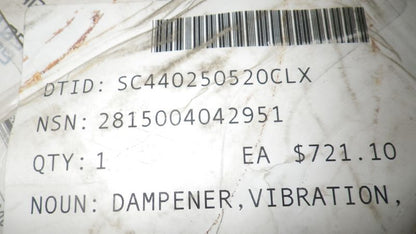 DTID: SC440250520CLX
NSN: 2815004042951
QTY: 1 EA $721.10
NOUN: DAMPENER,VIBRATION,